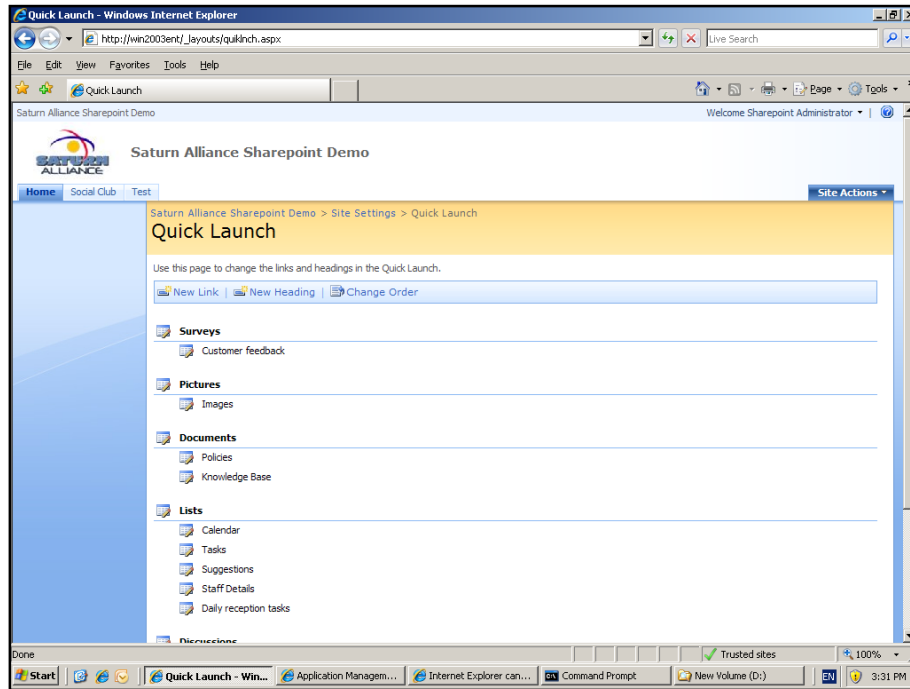 Quick Launch - Windows Internet Explorer
http://win2003ent/_layouts/quiklnch.aspx
Live Search
File Edit View Favorites Tools Help
Quick Launch
Page Tools
Saturn Alliance Sharepoint Demo
Welcome Sharepoint Administrator
SATURN
ALLIANCE
Saturn Alliance Sharepoint Demo
Home Social Club Test
Site Actions
Saturn Alliance Sharepoint Demo > Site Settings > Quick Launch
Quick Launch
Use this page to change the links and headings in the Quick Launch.
New Link | New Heading | Change Order
Surveys
Customer feedback
Pictures
Images
Documents
Policies
Knowledge Base
Lists
Calendar
Tasks
Suggestions
Staff Details
Daily reception tasks
Discussions
Done
Trusted sites
100%
Start
Quick Launch - Win...
Application Managem...
Internet Explorer can...
Command Prompt
New Volume (D:)
EN
3:31 PM